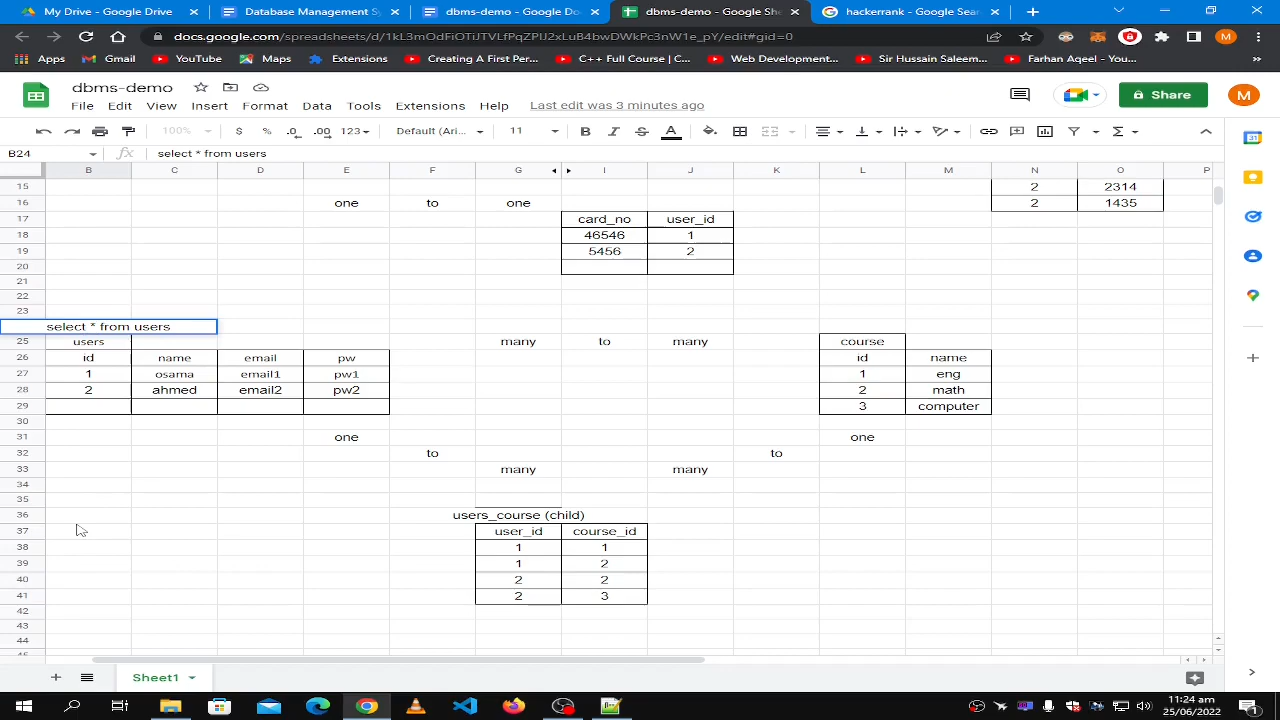 My Drive - Google Drive
Database Management Sy
dbms-demo - Google Do
dbms-demo - Google She
hackerrank - Google Sear
docs.google.com/spreadsheets/d/1kL3mOdFiOTiJTVLfPqZPlJ2xLuB4bwDWkPc3nW1e_pY/edit#gid=0
M
Apps
Gmail
YouTube
Maps
Extensions
Creating A First Per...
C++ Full Course | C...
Web Development...
Sir Hussain Saleem...
Farhan Aqeel - You...
»
dbms-demo
File Edit View Insert Format Data Tools Extensions Help
Last edit was 3 minutes ago
Share
M
100% $ % .0 .00 123 Default (Ari... 11 B I S A
B24 fx select * from users
B C D E F G I J K L M N O P
15 2 2314
16 one to one 2 1435
17 card_no user_id
18 46546 1
19 5456 2
20
21
22
23
select * from users
25 users many to many course
26 id name email pw id name
27 1 osama email1 pw1 1 eng
28 2 ahmed email2 pw2 2 math
29 3 computer
30
31 one one
32 to to
33 many many
34
35
36 users_course (child)
37 user_id course_id
38 1 1
39 1 2
40 2 2
41 2 3
42
43
44
Sheet1
11:24 am
25/06/2022
1